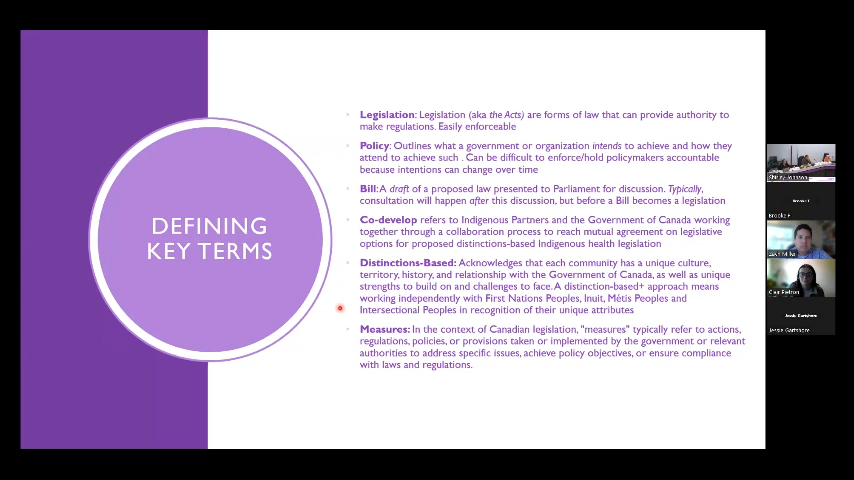 DEFINING
KEY TERMS
Legislation: Legislation (aka the Acts) are forms of law that can provide authority to
make regulations. Easily enforceable
Policy: Outlines what a government or organization intends to achieve and how they
attend to achieve such . Can be difficult to enforce/hold policymakers accountable
because intentions can change over time
Bill: A draft of a proposed law presented to Parliament for discussion. Typically,
consultation will happen after this discussion, but before a Bill becomes a legislation
Co-develop refers to Indigenous Partners and the Government of Canada working
together through a collaboration process to reach mutual agreement on legislative
options for proposed distinctions-based Indigenous health legislation
Distinctions-Based: Acknowledges that each community has a unique culture,
territory, history, and relationship with the Government of Canada, as well as unique
strengths to build on and challenges to face. A distinction-based+ approach means
working independently with First Nations Peoples, Inuit, Métis Peoples and
Intersectional Peoples in recognition of their unique attributes
Measures: In the context of Canadian legislation, "measures" typically refer to actions,
regulations, policies, or provisions taken or implemented by the government or relevant
authorities to address specific issues, achieve policy objectives, or ensure compliance
with laws and regulations.
Johnson
Brooke F
Brooke F
Miller
Jessie Gartshore
Jessie Gartshore